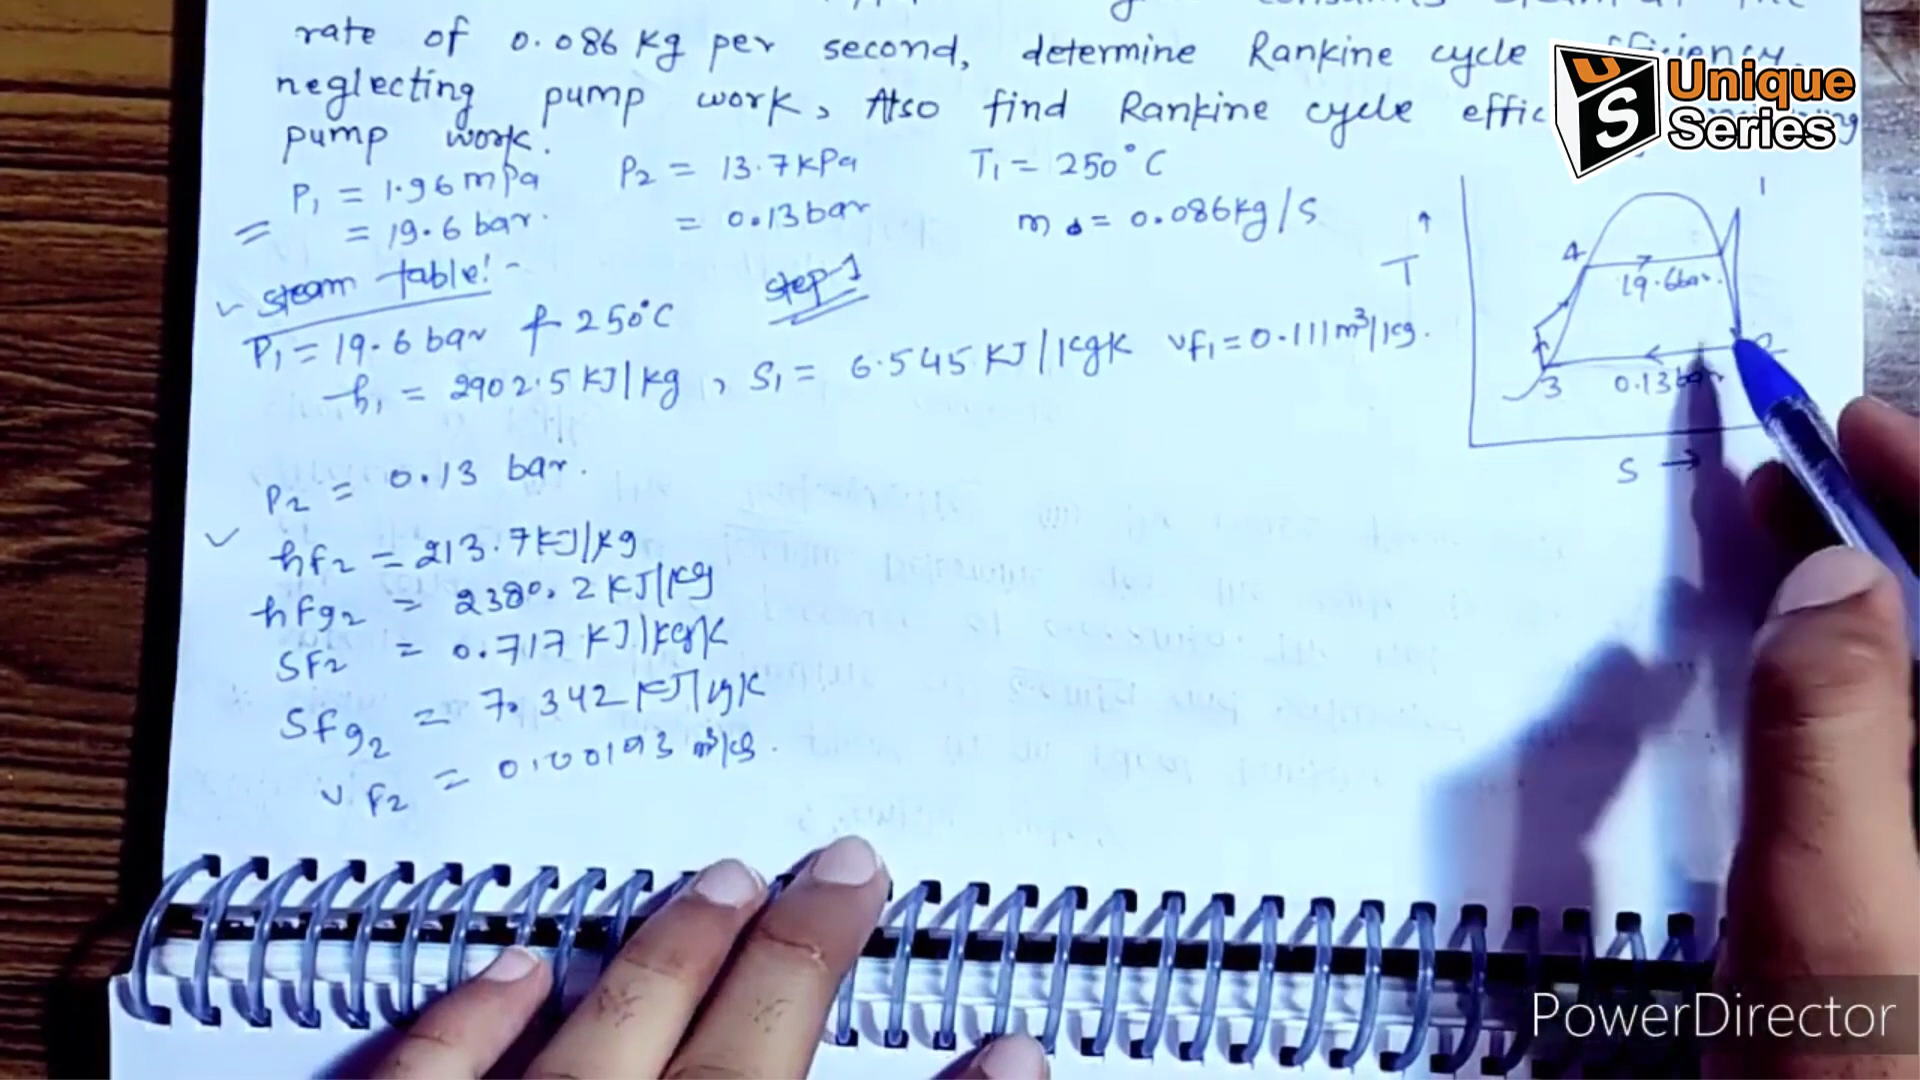 rate of 0.086 Kg per second, determine Rankine cycle
neglecting pump work, Also find Rankine cycle effic
pump work.
P1 = 1.96 mPa
= 19.6 bar.
P2 = 13.7 kPa
= 0.13 bar
T1 = 250°C
m = 0.086 kg/s
Steam table!-
Step-1
P1 = 19.6 bar & 250°C
h1 = 2902.5 KJ/kg, S1 = 6.545 KJ/kgK vf1 = 0.111 m³/kg.
P2 = 0.13 bar.
hf2 = 213.7 KJ/kg
hfg2 = 2380.2 KJ/kg
SF2 = 0.717 KJ/kgK
Sfg2 = 7.342 KJ/kgK
vF2 =
T
S →
1
4
19.6 bar.
3
0.13 bar
Unique
Series
US
PowerDirector